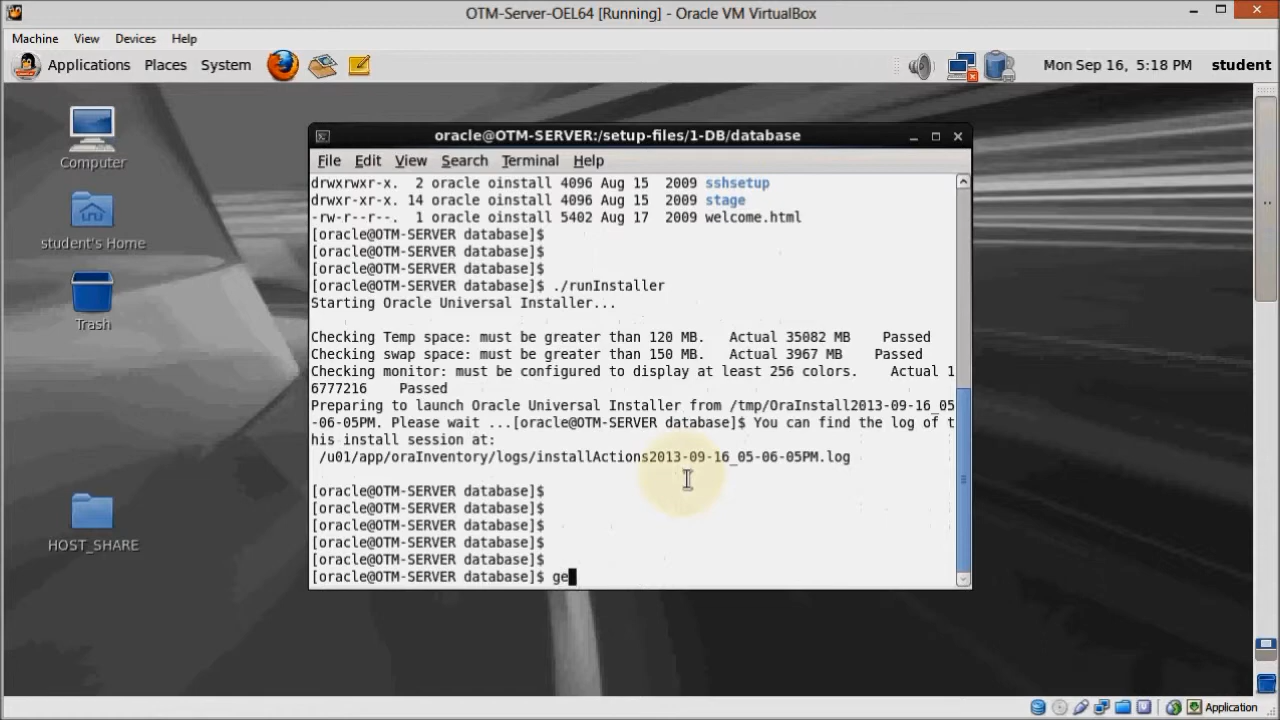 OTM-Server-OEL64 [Running] - Oracle VM VirtualBox
Machine View Devices Help
Applications Places System Mon Sep 16, 5:18 PM student
Computer
student's Home
Trash
HOST_SHARE
oracle@OTM-SERVER:/setup-files/1-DB/database
File Edit View Search Terminal Help
drwxrwxr-x. 2 oracle oinstall 4096 Aug 15 2009 sshsetup
drwxr-xr-x. 14 oracle oinstall 4096 Aug 15 2009 stage
-rw-r--r--. 1 oracle oinstall 5402 Aug 17 2009 welcome.html
[oracle@OTM-SERVER database]$
[oracle@OTM-SERVER database]$
[oracle@OTM-SERVER database]$
[oracle@OTM-SERVER database]$ ./runInstaller
Starting Oracle Universal Installer...
Checking Temp space: must be greater than 120 MB. Actual 35082 MB Passed
Checking swap space: must be greater than 150 MB. Actual 3967 MB Passed
Checking monitor: must be configured to display at least 256 colors. Actual 1
6777216 Passed
Preparing to launch Oracle Universal Installer from /tmp/OraInstall2013-09-16_05
-06-05PM. Please wait ...[oracle@OTM-SERVER database]$ You can find the log of t
his install session at:
/u01/app/oraInventory/logs/installActions2013-09-16_05-06-05PM.log
[oracle@OTM-SERVER database]$
[oracle@OTM-SERVER database]$
[oracle@OTM-SERVER database]$
[oracle@OTM-SERVER database]$
[oracle@OTM-SERVER database]$
[oracle@OTM-SERVER database]$ ge
Application